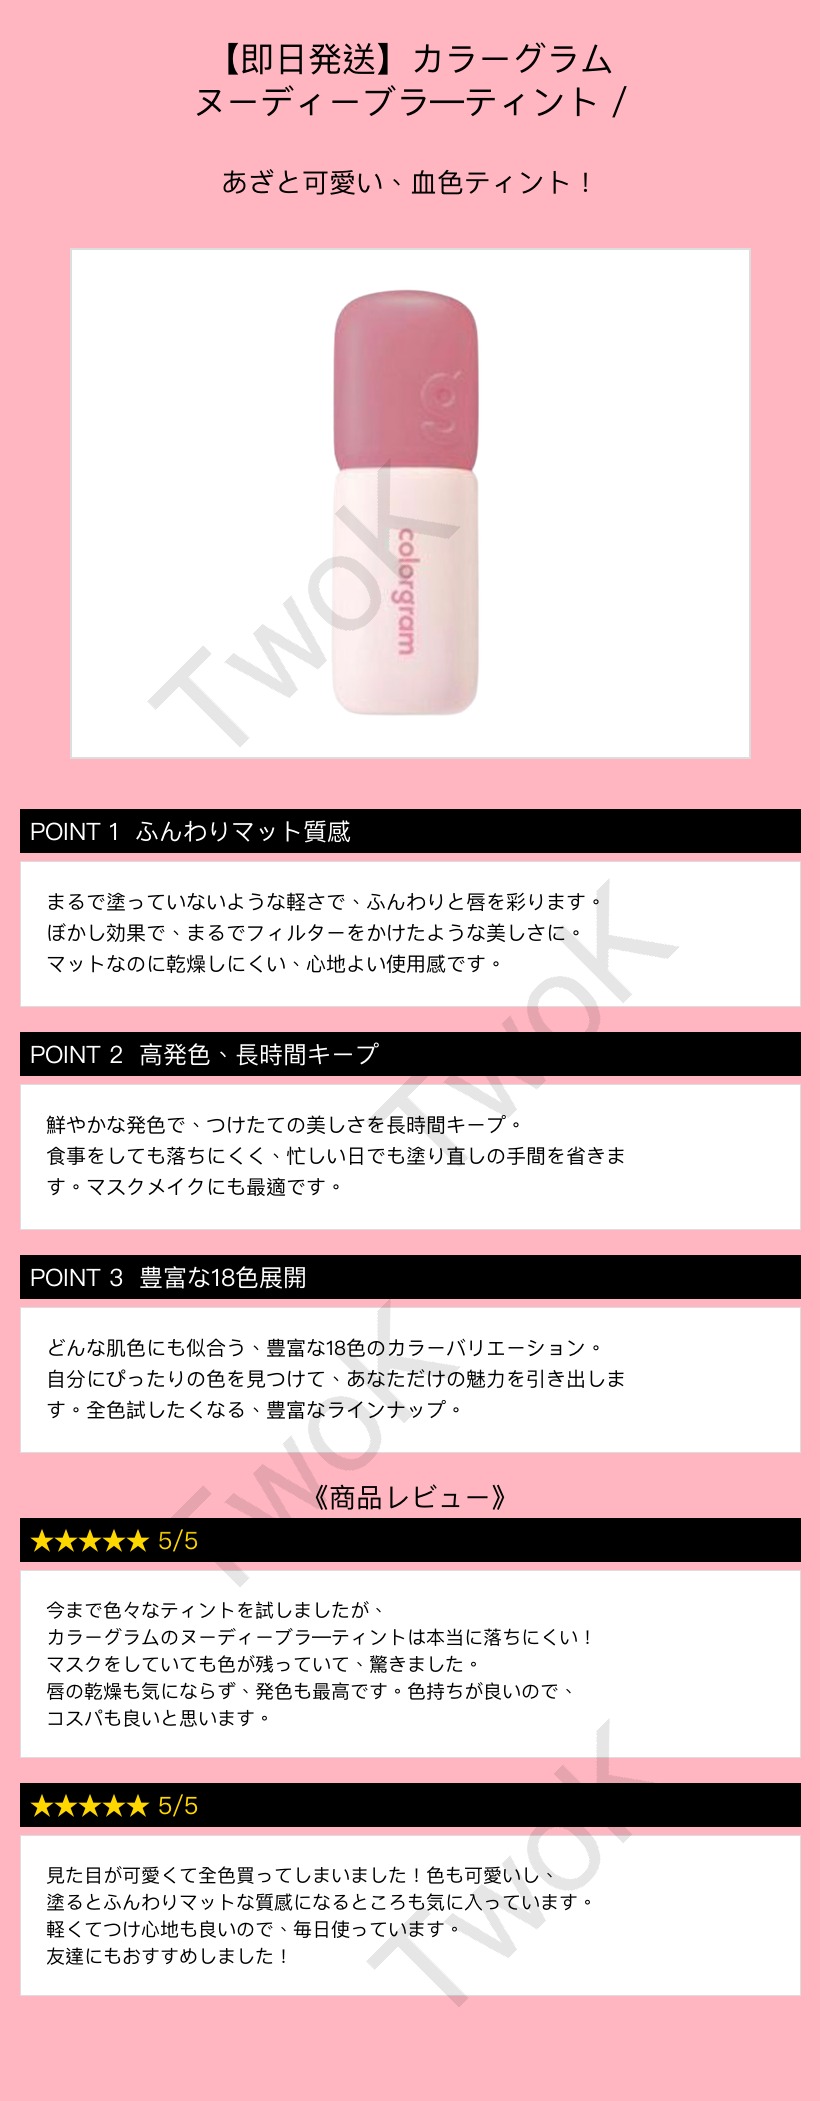 【即日発送】カラーグラム
ヌーディーブラーティント /
あざと可愛い、血色ティント！
colorgram
TwoK
POINT 1 ふんわりマット質感
まるで塗っていないような軽さで、ふんわりと唇を彩ります。
ぼかし効果で、まるでフィルターをかけたような美しさに。
マットなのに乾燥しにくい、心地よい使用感です。
TwoK
POINT 2 高発色、長時間キープ
鮮やかな発色で、つけたての美しさを長時間キープ。
食事をしても落ちにくく、忙しい日でも塗り直しの手間を省きま
す。マスクメイクにも最適です。
POINT 3 豊富な18色展開
どんな肌色にも似合う、豊富な18色のカラーバリエーション。
自分にぴったりの色を見つけて、あなただけの魅力を引き出しま
す。全色試したくなる、豊富なラインナップ。
TwoK
《商品レビュー》
★★★★★ 5/5
今まで色々なティントを試しましたが、
カラーグラムのヌーディーブラーティントは本当に落ちにくい！
マスクをしていても色が残っていて、驚きました。
唇の乾燥も気にならず、発色も最高です。色持ちが良いので、
コスパも良いと思います。
★★★★★ 5/5
見た目が可愛くて全色買ってしまいました！色も可愛いし、
塗るとふんわりマットな質感になるところも気に入っています。
軽くてつけ心地も良いので、毎日使っています。
友達にもおすすめしました！
TwoK